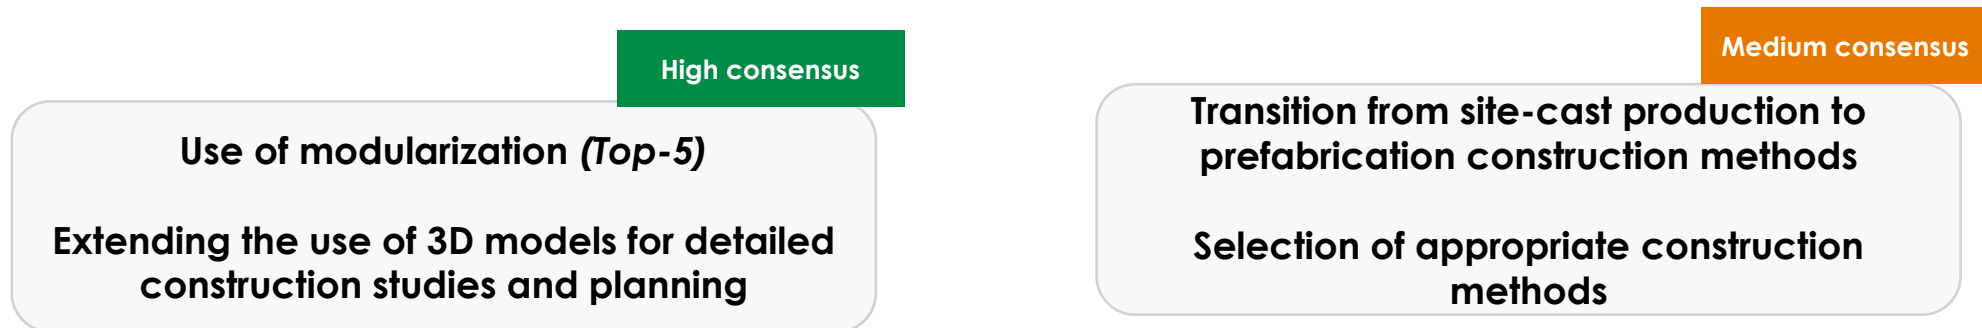 High consensus
Use of modularization (Top-5)
Extending the use of 3D models for detailed
construction studies and planning
Medium consensus
Transition from site-cast production to
prefabrication construction methods
Selection of appropriate construction
methods